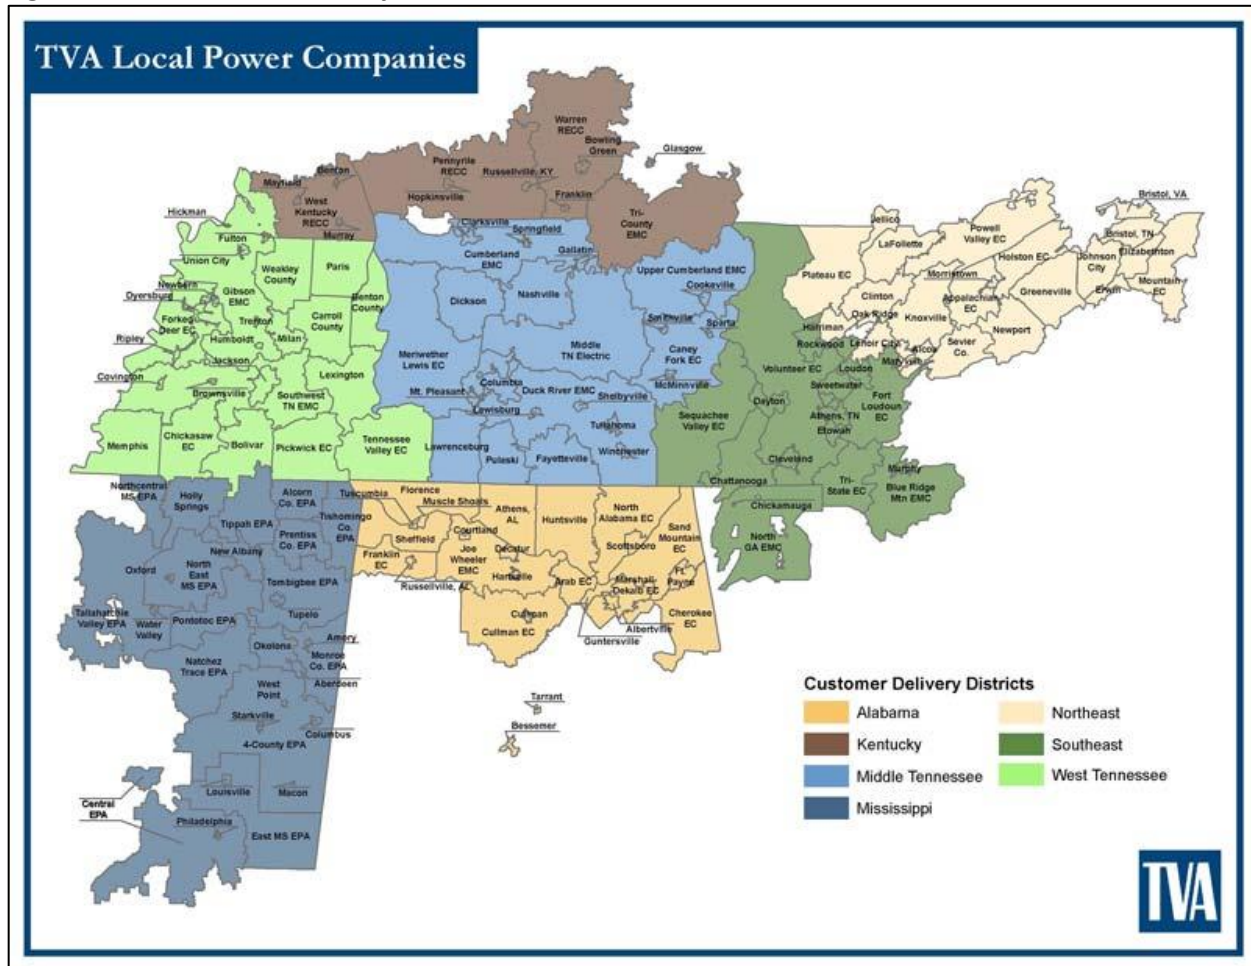 TVA Local Power Companies
Warren
RECC
Bowling
Green
Glasgow
Pennyrile
RECC
Russellville, KY
Benton
Mayfield
West
Kentucky
RECC
Hopkinsville
Franklin
Murray
Tri-
County
EMC
Hickman
Fulton
Union City
Weakley
County
Paris
Newbern
Dyersburg
Gibson
EMC
Benton
County
Forked
Deer EC
Trenton
Carroll
County
Ripley
Humboldt
Milan
Jackson
Covington
Brownsville
Lexington
Southwest
TN EMC
Memphis
Chickasaw
EC
Bolivar
Pickwick EC
Tennessee
Valley EC
Clarksville
Springfield
Cumberland
EMC
Gallatin
Upper Cumberland EMC
Cookeville
Dickson
Nashville
Smithville
Sparta
Meriwether
Lewis EC
Middle
TN Electric
Caney
Fork EC
Mt. Pleasant
Columbia
Duck River EMC
McMinnville
Shelbyville
Lewisburg
Tullahoma
Lawrenceburg
Pulaski
Fayetteville
Winchester
Bristol, VA
Jellico
LaFollette
Powell
Valley EC
Bristol, TN
Elizabethton
Holston EC
Johnson
City
Plateau EC
Morristown
Mountain
EC
Clinton
Appalachian
EC
Greeneville
Erwin
Oak Ridge
Knoxville
Newport
Harriman
Rockwood
Lenoir City
Alcoa
Sevier
Co.
Maryville
Volunteer EC
Loudon
Sweetwater
Fort
Loudoun
EC
Dayton
Sequachee
Valley EC
Athens, TN
Etowah
Cleveland
Chattanooga
Tri-
State EC
Murphy
Blue Ridge
Mtn EMC
Chickamauga
North
GA EMC
Northcentral
MS EPA
Holly
Springs
Alcorn
Co. EPA
Tippah EPA
Prentiss
Co. EPA
Tishomingo
Co
EPA
New Albany
Oxford
North
East
MS EPA
Tombigbee EPA
Tallahatchie
Valley EPA
Water
Valley
Pontotoc EPA
Tupelo
Okolona
Amory
Monroe
Co. EPA
Natchez
Trace EPA
Aberdeen
West
Point
Starkville
Columbus
4-County EPA
Louisville
Macon
Central
EPA
Philadelphia
East MS EPA
Tuscumbia
Florence
Muscle Shoals
Athens,
AL
Huntsville
North
Alabama EC
Sand
Mountain
EC
Sheffield
Courtland
Decatur
Scottsboro
Franklin
EC
Joe
Wheeler
EMC
Hartselle
Arab EC
Marshall-
Dekalb EC
Ft.
Payne
Russellville, AL
Cullman
Cullman EC
Cherokee
EC
Albertville
Guntersville
Tarrant
Bessemer
Customer Delivery Districts
Alabama
Northeast
Kentucky
Southeast
Middle Tennessee
West Tennessee
Mississippi
TVA